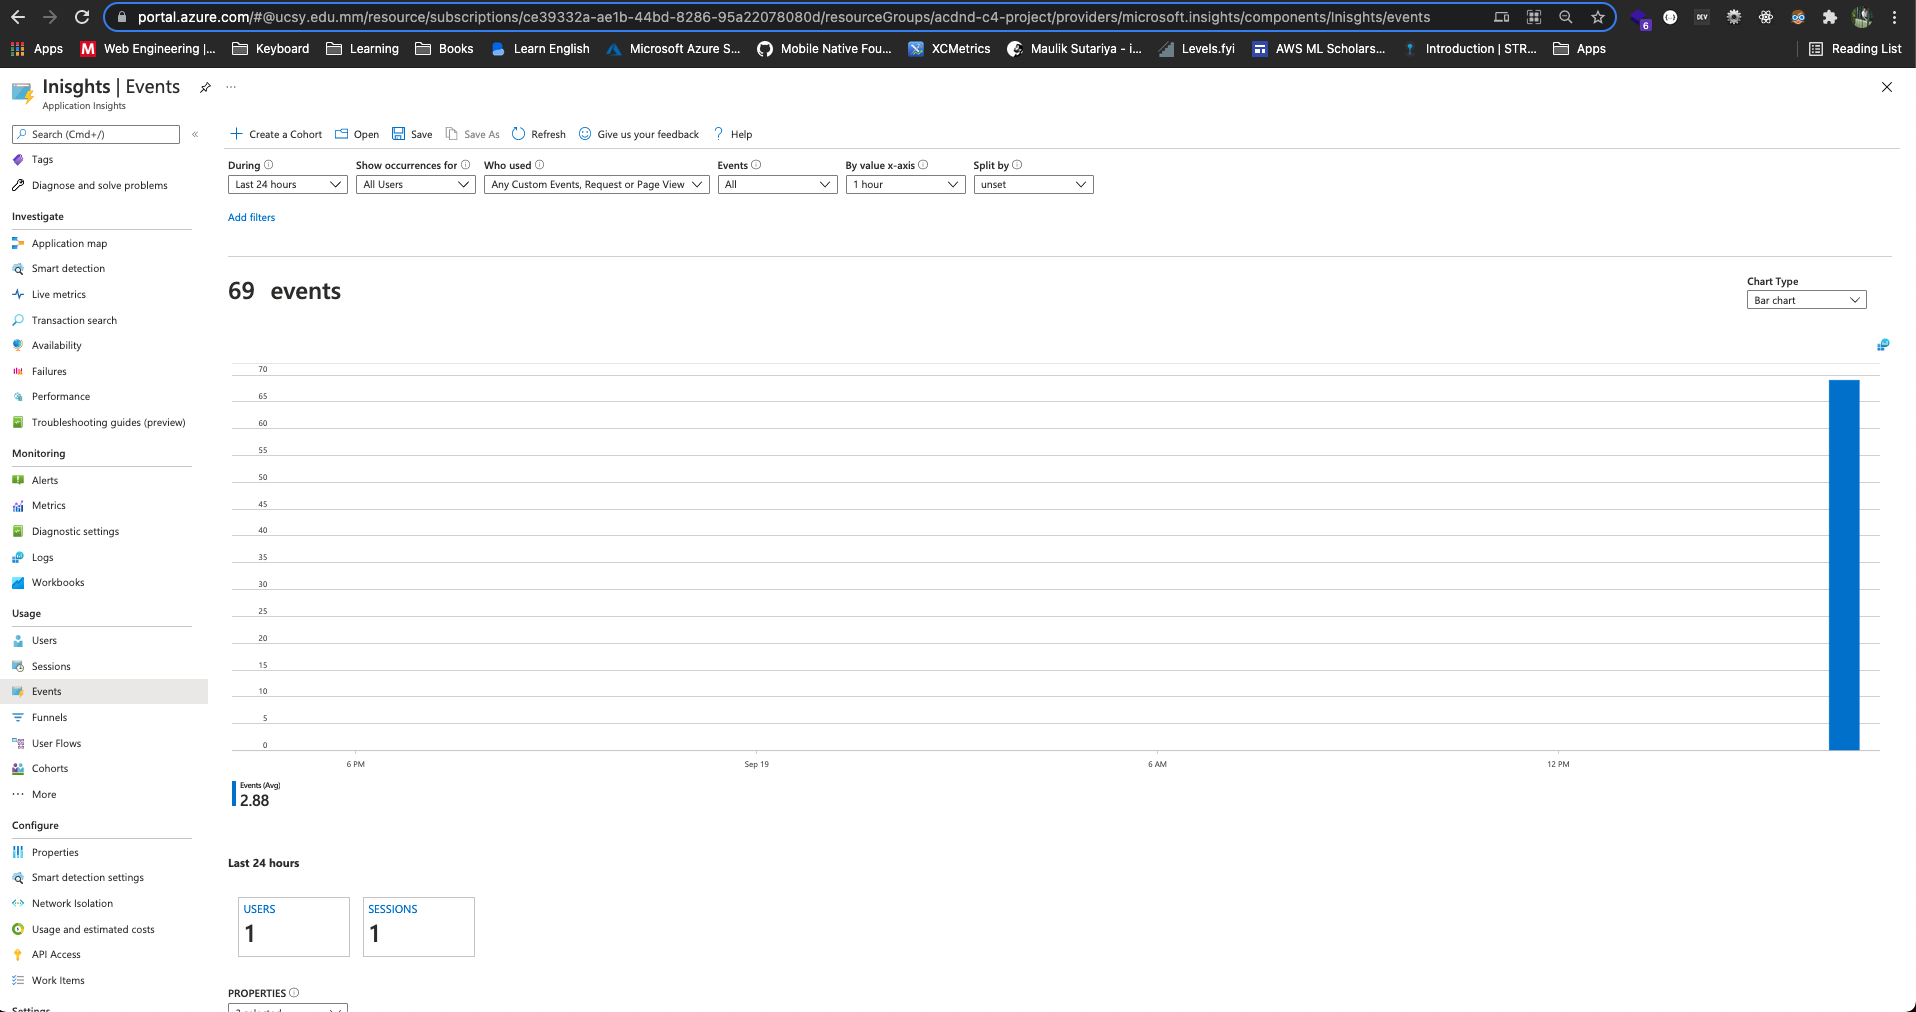 portal.azure.com/#@ucsy.edu.mm/resource/subscriptions/ce39332a-ae1b-44bd-8286-95a22078080d/resourceGroups/acdnd-c4-project/providers/microsoft.insights/components/Inisghts/events
6
DEV
Apps
Web Engineering |...
Keyboard
Learning
Books
Learn English
Microsoft Azure S...
Mobile Native Fou...
XCMetrics
Maulik Sutariya - i...
Levels.fyi
AWS ML Scholars...
Introduction | STR...
Apps
Reading List
Inisghts | Events
...
Application Insights
Search (Cmd+/)
«
Tags
Diagnose and solve problems
Investigate
Application map
Smart detection
Live metrics
Transaction search
Availability
Failures
Performance
Troubleshooting guides (preview)
Monitoring
Alerts
Metrics
Diagnostic settings
Logs
Workbooks
Usage
Users
Sessions
Events
Funnels
User Flows
Cohorts
More
Configure
Properties
Smart detection settings
Network Isolation
Usage and estimated costs
API Access
Work Items
Settings
Create a Cohort
Open
Save
Save As
Refresh
Give us your feedback
? Help
During
Show occurrences for
Who used
Events
By value x-axis
Split by
Last 24 hours
All Users
Any Custom Events, Request or Page View
All
1 hour
unset
Add filters
69 events
Chart Type
Bar chart
70
65
60
55
50
45
40
35
30
25
20
15
10
5
0
6 PM
Sep 19
6 AM
12 PM
Events (Avg)
2.88
Last 24 hours
USERS
1
SESSIONS
1
PROPERTIES